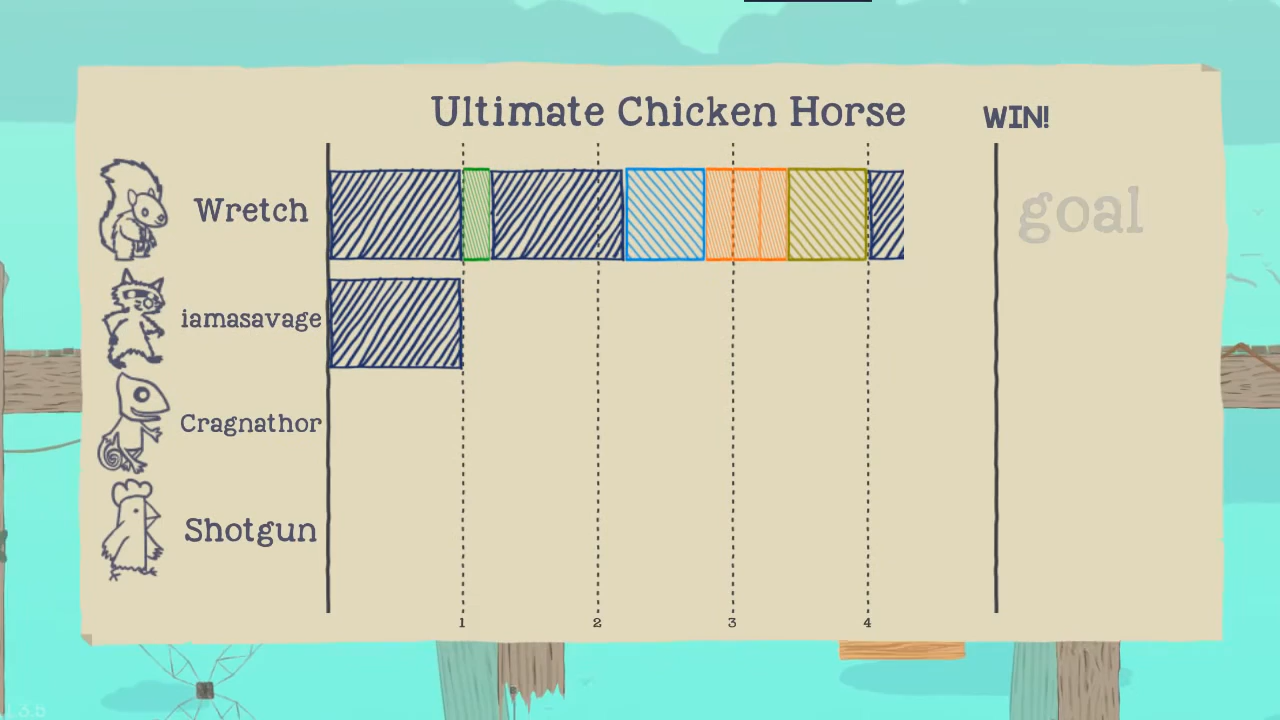 Ultimate Chicken Horse
WIN!
Wretch
goal
iamasavage
Cragnathor
Shotgun
1 2 3 4